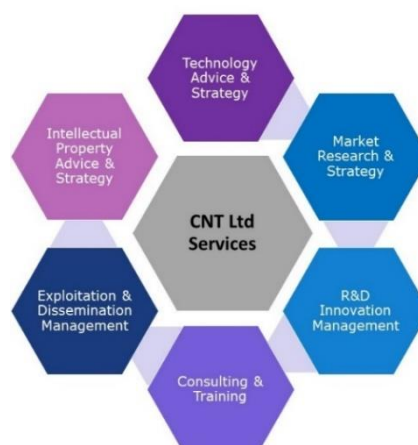 Technology
Advice &
Strategy
Market
Research &
Strategy
R&D
Innovation
Management
Consulting &
Training
Exploitation &
Dissemination
Management
Intellectual
Property
Advice &
Strategy
CNT Ltd
Services